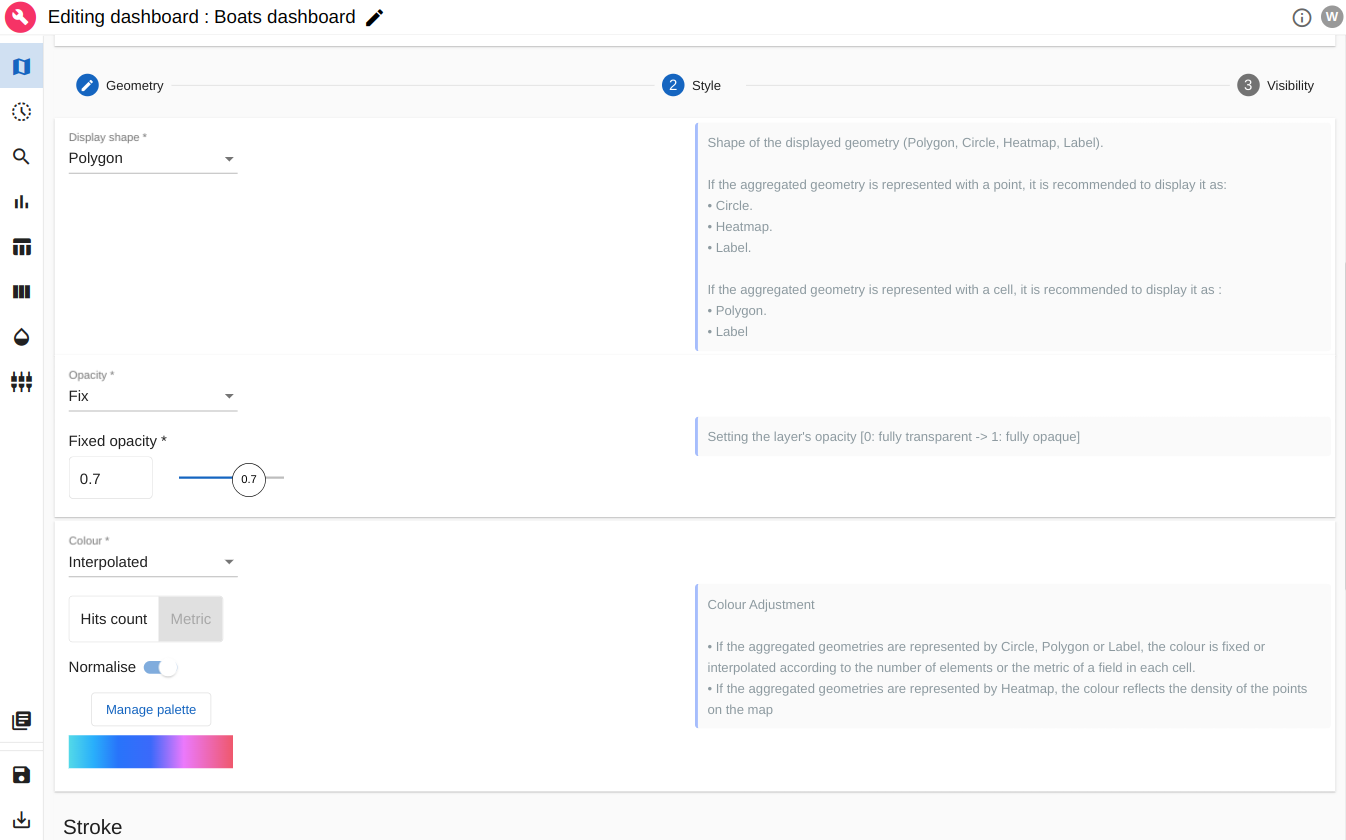 Editing dashboard : Boats dashboard
W
Geometry
2 Style
3 Visibility
Display shape *
Polygon
Shape of the displayed geometry (Polygon, Circle, Heatmap, Label).
If the aggregated geometry is represented with a point, it is recommended to display it as:
• Circle.
• Heatmap.
• Label.
If the aggregated geometry is represented with a cell, it is recommended to display it as :
• Polygon.
• Label
Opacity *
Fix
Fixed opacity *
0.7
0.7
Setting the layer's opacity [0: fully transparent -> 1: fully opaque]
Colour *
Interpolated
Hits count
Metric
Normalise
Manage palette
Colour Adjustment
• If the aggregated geometries are represented by Circle, Polygon or Label, the colour is fixed or
interpolated according to the number of elements or the metric of a field in each cell.
• If the aggregated geometries are represented by Heatmap, the colour reflects the density of the points
on the map
Stroke